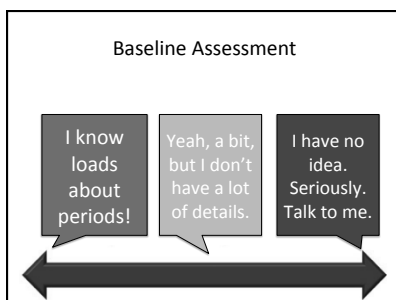 Baseline Assessment
I know
loads
about
periods!
Yeah, a bit,
but I don't
have a lot
of details.
I have no
idea.
Seriously.
Talk to me.